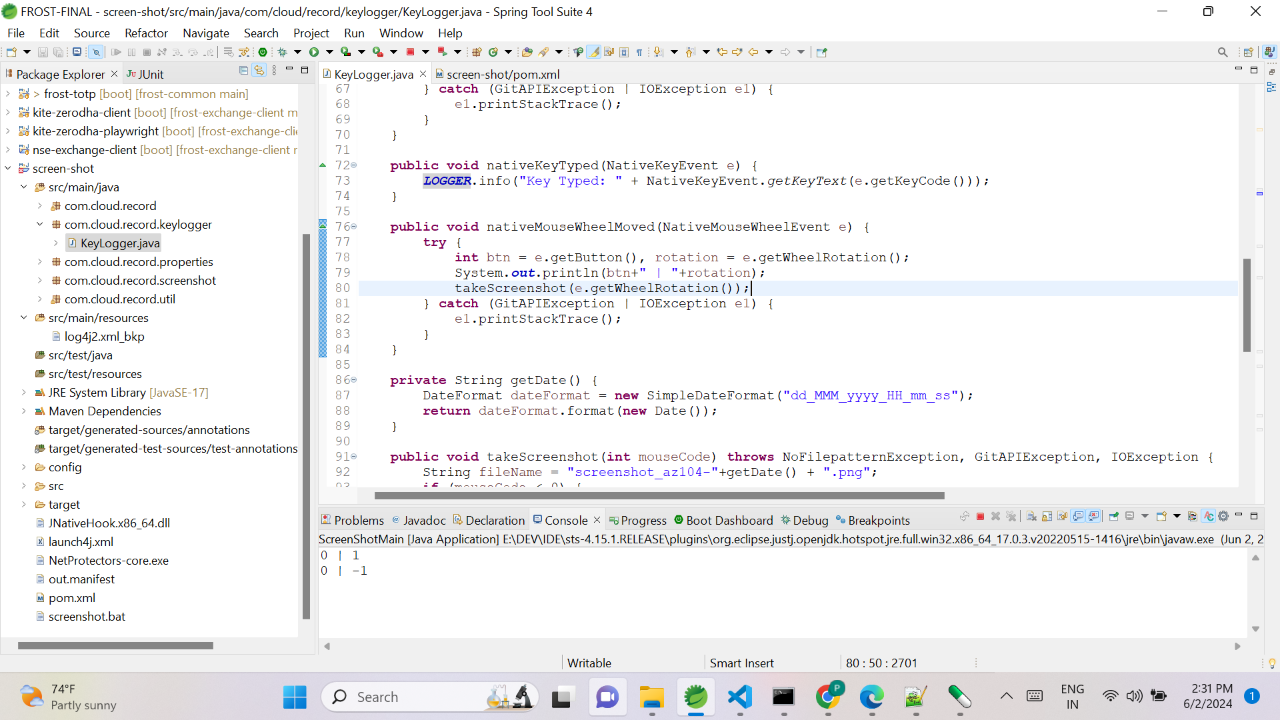 FROST-FINAL - screen-shot/src/main/java/com/cloud/record/keylogger/KeyLogger.java - Spring Tool Suite 4
File Edit Source Refactor Navigate Search Project Run Window Help
Package Explorer
JUnit
KeyLogger.java
screen-shot/pom.xml
> frost-totp [boot] [frost-common main]
kite-zerodha-client [boot] [frost-exchange-client m
kite-zerodha-playwright [boot] [frost-exchange-clie
nse-exchange-client [boot] [frost-exchange-client r
screen-shot
src/main/java
com.cloud.record
com.cloud.record.keylogger
KeyLogger.java
com.cloud.record.properties
com.cloud.record.screenshot
com.cloud.record.util
src/main/resources
log4j2.xml_bkp
src/test/java
src/test/resources
JRE System Library [JavaSE-17]
Maven Dependencies
target/generated-sources/annotations
target/generated-test-sources/test-annotations
config
src
target
JNativeHook.x86_64.dll
launch4j.xml
NetProtectors-core.exe
out.manifest
pom.xml
screenshot.bat
67 } catch (GitAPIException | IOException e1) {
68 e1.printStackTrace();
69 }
70 }
71
72 public void nativeKeyTyped(NativeKeyEvent e) {
73 LOGGER.info("Key Typed: " + NativeKeyEvent.getKeyText(e.getKeyCode()));
74 }
75
76 public void nativeMouseWheelMoved(NativeMouseWheelEvent e) {
77 try {
78 int btn = e.getButton(), rotation = e.getWheelRotation();
79 System.out.println(btn+" | "+rotation);
80 takeScreenshot(e.getWheelRotation());
81 } catch (GitAPIException | IOException e1) {
82 e1.printStackTrace();
83 }
84 }
85
86 private String getDate() {
87 DateFormat dateFormat = new SimpleDateFormat("dd_MMM_yyyy_HH_mm_ss");
88 return dateFormat.format(new Date());
89 }
90
91 public void takeScreenshot(int mouseCode) throws NoFilepatternException, GitAPIException, IOException {
92 String fileName = "screenshot_az104-"+getDate() + ".png";
93 if (mouseCode < 0) {
Problems Javadoc Declaration Console Progress Boot Dashboard Debug Breakpoints
ScreenShotMain [Java Application] E:\DEV\IDE\sts-4.15.1.RELEASE\plugins\org.eclipse.justj.openjdk.hotspot.jre.full.win32.x86_64_17.0.3.v20220515-1416\jre\bin\javaw.exe (Jun 2, 2
0 | 1
0 | -1
Writable Smart Insert 80 : 50 : 2701
74°F
Partly sunny
Search
P
ENG
IN
2:31 PM
6/2/2024
1